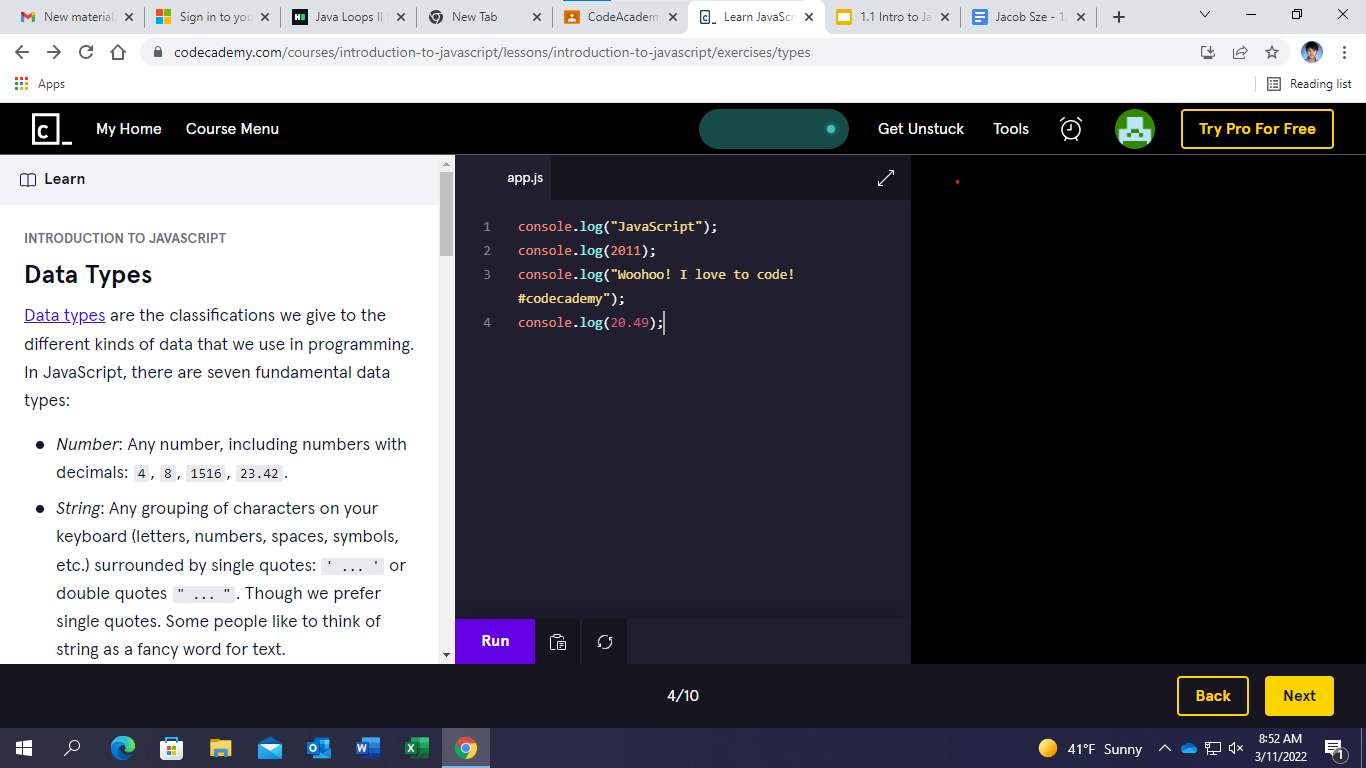 New material
Sign in to you
Java Loops II
New Tab
CodeAcadem
Learn JavaScr
1.1 Intro to Ja
Jacob Sze - 1.
codecademy.com/courses/introduction-to-javascript/lessons/introduction-to-javascript/exercises/types
Apps
Reading list
My Home
Course Menu
Get Unstuck
Tools
Try Pro For Free
Learn
INTRODUCTION TO JAVASCRIPT
Data Types
Data types are the classifications we give to the
different kinds of data that we use in programming.
In JavaScript, there are seven fundamental data
types:
Number: Any number, including numbers with
decimals: 4, 8, 1516, 23.42.
String: Any grouping of characters on your
keyboard (letters, numbers, spaces, symbols,
etc.) surrounded by single quotes: ' ... ' or
double quotes " ... ". Though we prefer
single quotes. Some people like to think of
string as a fancy word for text.
app.js
1 console.log("JavaScript");
2 console.log(2011);
3 console.log("Woohoo! I love to code!
#codecademy");
4 console.log(20.49);
Run
4/10
Back
Next
41°F Sunny
8:52 AM
3/11/2022
1